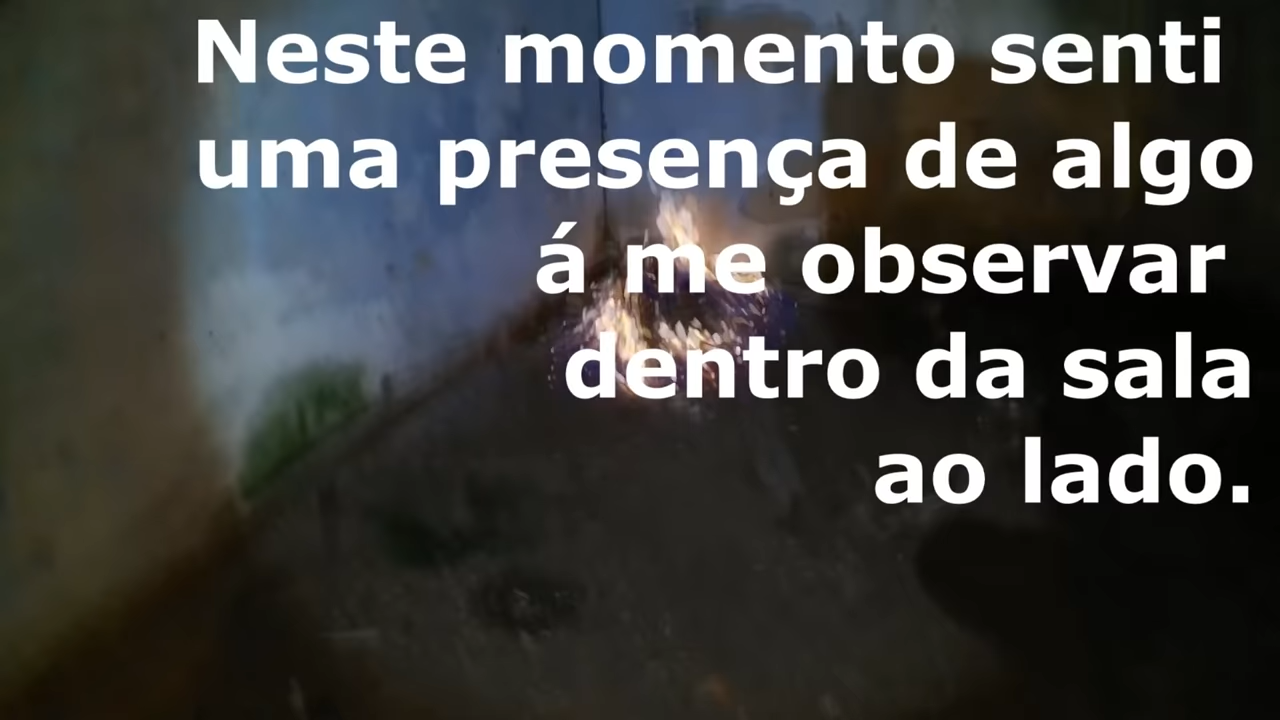 Neste momento senti
uma presença de algo
á me observar
dentro da sala
ao lado.